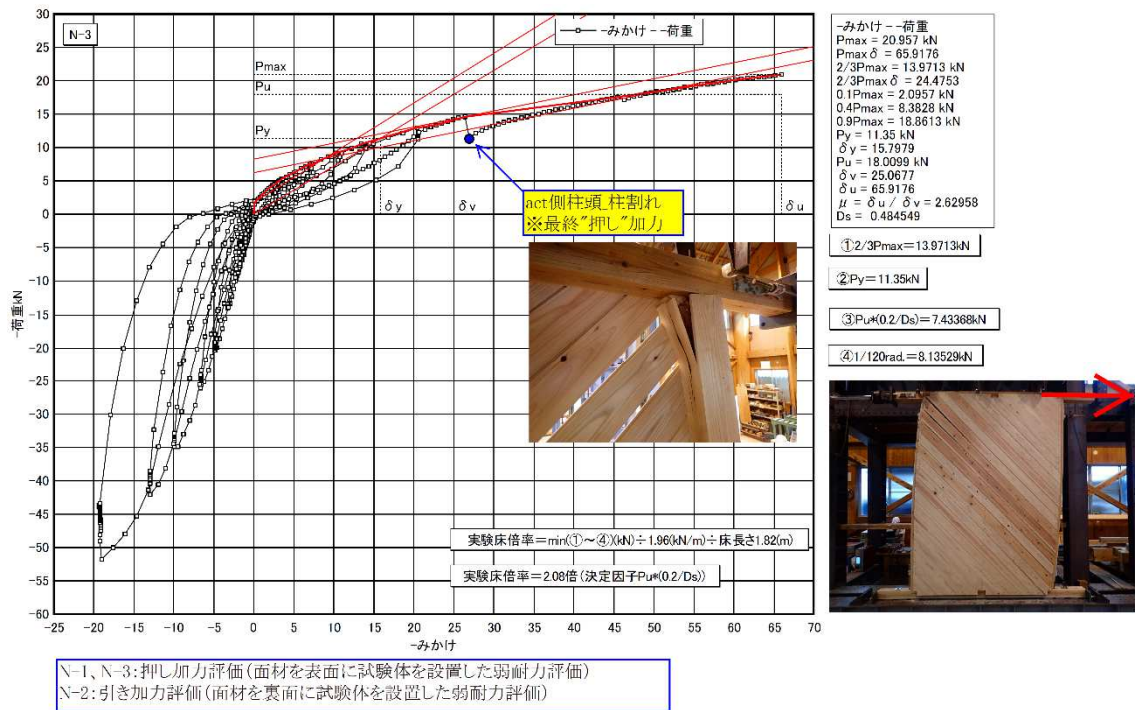 N-3
-みかけ--荷重
Pmax
Pu
Py
δy
δv
δu
act側柱頭_柱割れ
※最終"押し"加力
-荷重kN
30
25
20
15
10
5
0
-5
-10
-15
-20
-25
-30
-35
-40
-45
-50
-55
-60
-25 -20 -15 -10 -5 0 5 10 15 20 25 30 35 40 45 50 55 60 65 70
-みかけ
実験床倍率=min(①~④)(kN)÷1.96(kN/m)÷床長さ1.82(m)
実験床倍率=2.08倍(決定因子Pu*(0.2/Ds))
-みかけ--荷重
Pmax = 20.957 kN
Pmax δ = 65.9176
2/3Pmax = 13.9713 kN
2/3Pmax δ = 24.4753
0.1Pmax = 2.0957 kN
0.4Pmax = 8.3828 kN
0.9Pmax = 18.8613 kN
Py = 11.35 kN
δy = 15.7979
Pu = 18.0099 kN
δv = 25.0677
δu = 65.9176
μ = δu / δv = 2.62958
Ds = 0.484549
①2/3Pmax=13.9713kN
②Py=11.35kN
③Pu*(0.2/Ds)=7.43368kN
④1/120rad.=8.13529kN
N-1、N-3:押し加力評価(面材を表面に試験体を設置した弱耐力評価)
N-2:引き加力評価(面材を裏面に試験体を設置した弱耐力評価)